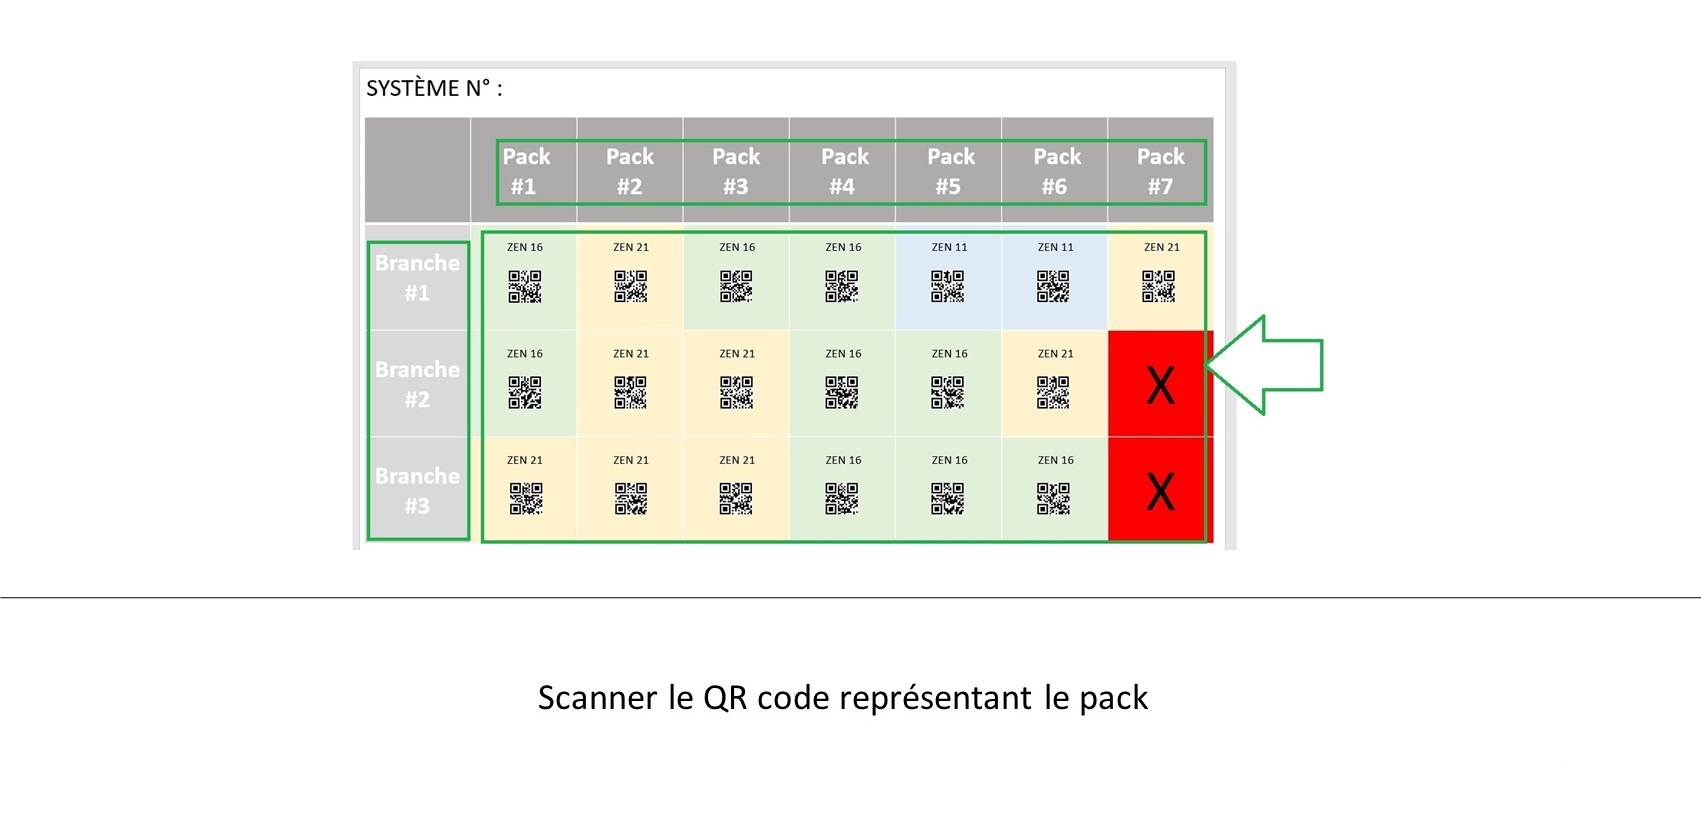 SYSTÈME N° :
Pack #1 Pack #2 Pack #3 Pack #4 Pack #5 Pack #6 Pack #7
Branche #1 ZEN 16 ZEN 21 ZEN 16 ZEN 16 ZEN 11 ZEN 11 ZEN 21
Branche #2 ZEN 16 ZEN 21 ZEN 21 ZEN 16 ZEN 16 ZEN 21 X
Branche #3 ZEN 21 ZEN 21 ZEN 21 ZEN 16 ZEN 16 ZEN 16 X
Scanner le QR code représentant le pack